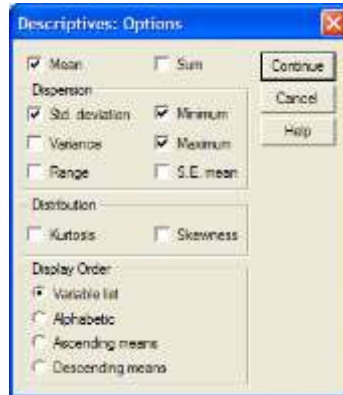 Descriptives: Options
Mean Sum Continue
Dispersion Cancel
Std. deviation Minimum Help
Variance Maximum
Range S.E. mean
Distribution
Kurtosis Skewness
Display Order
Variable list
Alphabetic
Ascending means
Descending means